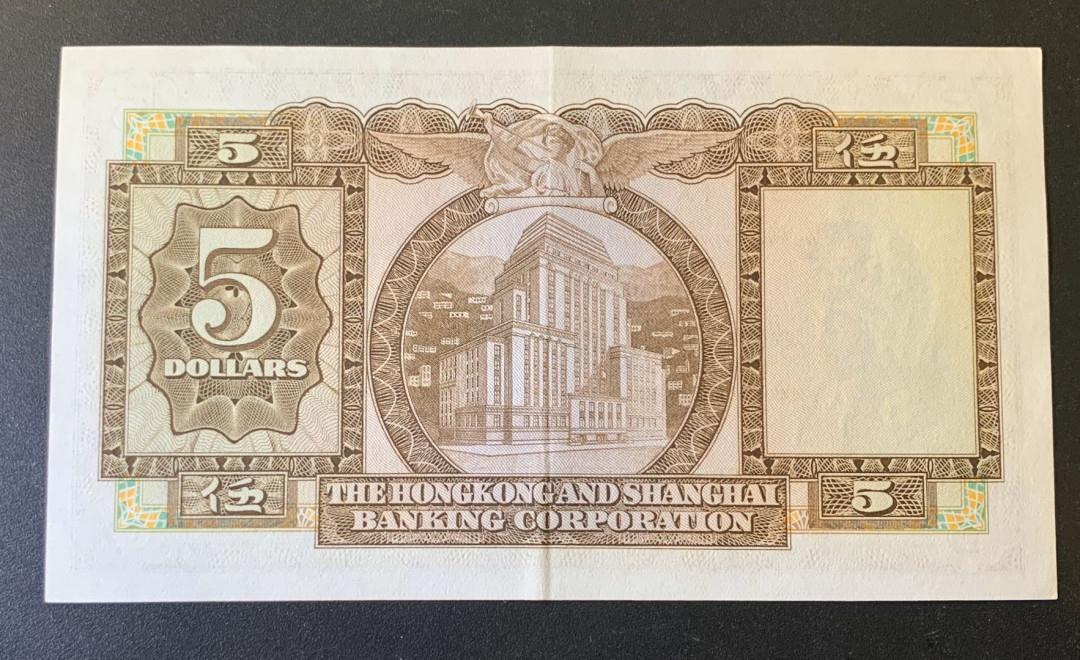 5
伍
5
DOLLARS
伍
THE HONGKONG AND SHANGHAI
BANKING CORPORATION
5